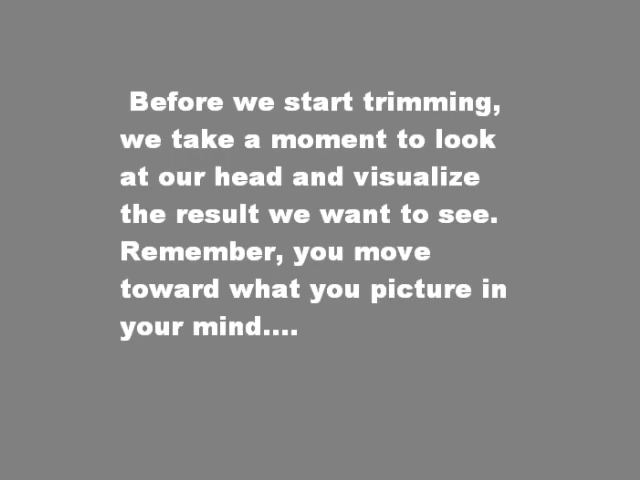 Before we start trimming,
we take a moment to look
at our head and visualize
the result we want to see.
Remember, you move
toward what you picture in
your mind....